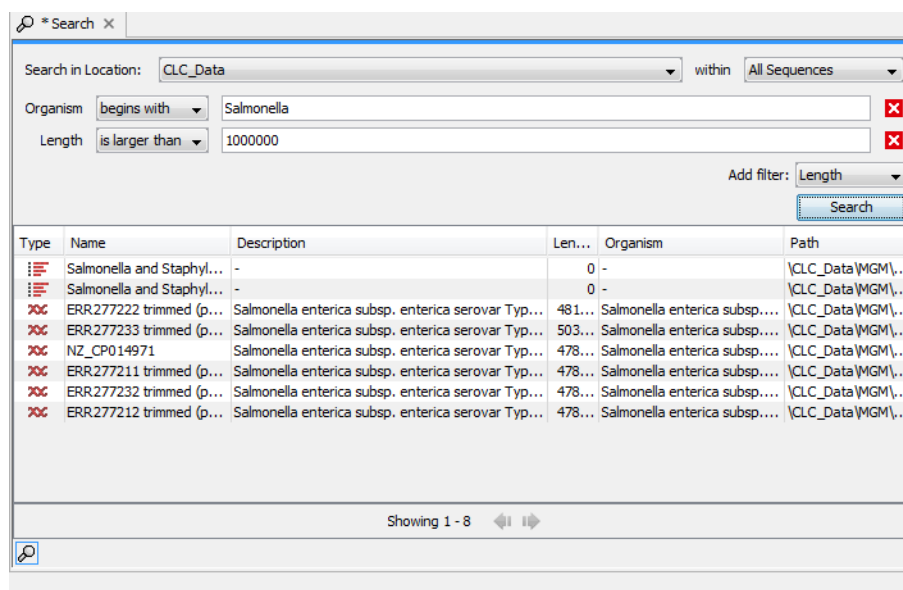 * Search
Search in Location: CLC_Data within All Sequences
Organism begins with Salmonella
Length is larger than 1000000
Add filter: Length
Search
Type Name Description Len... Organism Path
Salmonella and Staphyl... - 0 - \CLC_Data\MGM\...
Salmonella and Staphyl... - 0 - \CLC_Data\MGM\...
ERR277222 trimmed (p... Salmonella enterica subsp. enterica serovar Typ... 481... Salmonella enterica subsp.... \CLC_Data\MGM\...
ERR277233 trimmed (p... Salmonella enterica subsp. enterica serovar Typ... 503... Salmonella enterica subsp.... \CLC_Data\MGM\...
NZ_CP014971 Salmonella enterica subsp. enterica serovar Typ... 478... Salmonella enterica subsp.... \CLC_Data\MGM\...
ERR277211 trimmed (p... Salmonella enterica subsp. enterica serovar Typ... 478... Salmonella enterica subsp.... \CLC_Data\MGM\...
ERR277232 trimmed (p... Salmonella enterica subsp. enterica serovar Typ... 478... Salmonella enterica subsp.... \CLC_Data\MGM\...
ERR277212 trimmed (p... Salmonella enterica subsp. enterica serovar Typ... 478... Salmonella enterica subsp.... \CLC_Data\MGM\...
Showing 1 - 8